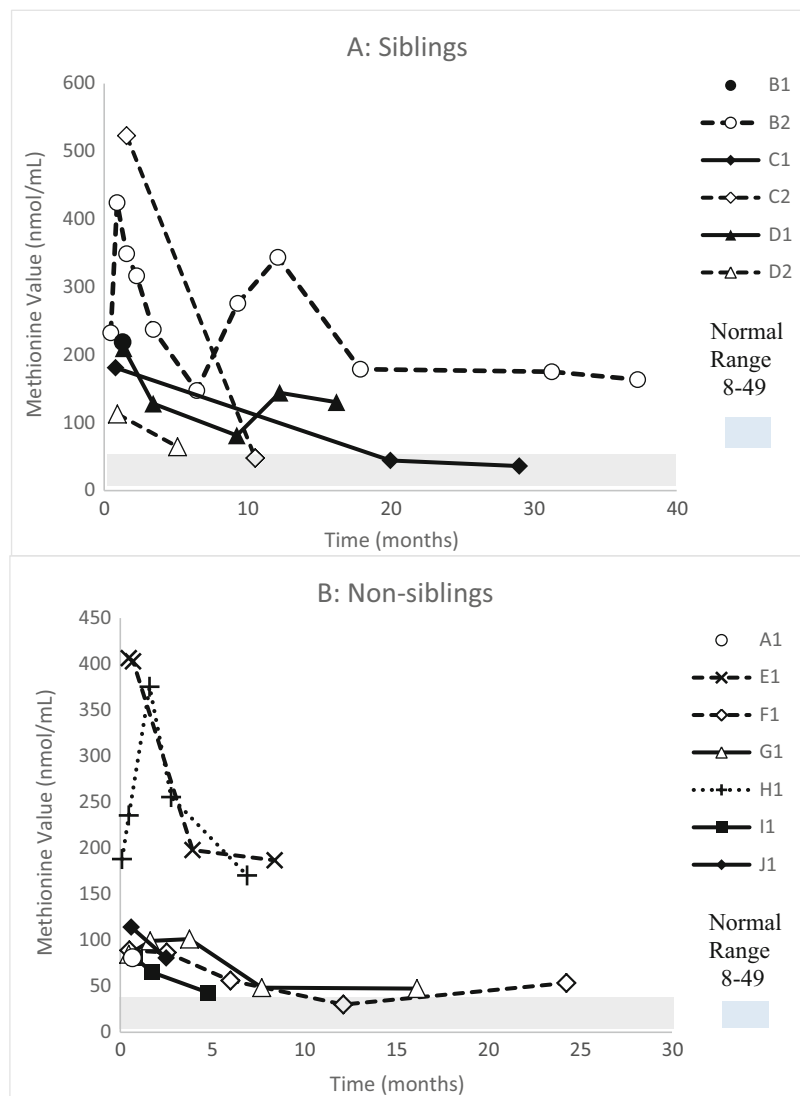 A: Siblings
Methionine Value (nmol/mL)
600
500
400
300
200
100
0
0 10 20 30 40
Time (months)
B1
B2
C1
C2
D1
D2
Normal
Range
8-49
B: Non-siblings
Methionine Value (nmol/mL)
450
400
350
300
250
200
150
100
50
0
0 5 10 15 20 25 30
Time (months)
A1
E1
F1
G1
H1
I1
J1
Normal
Range
8-49